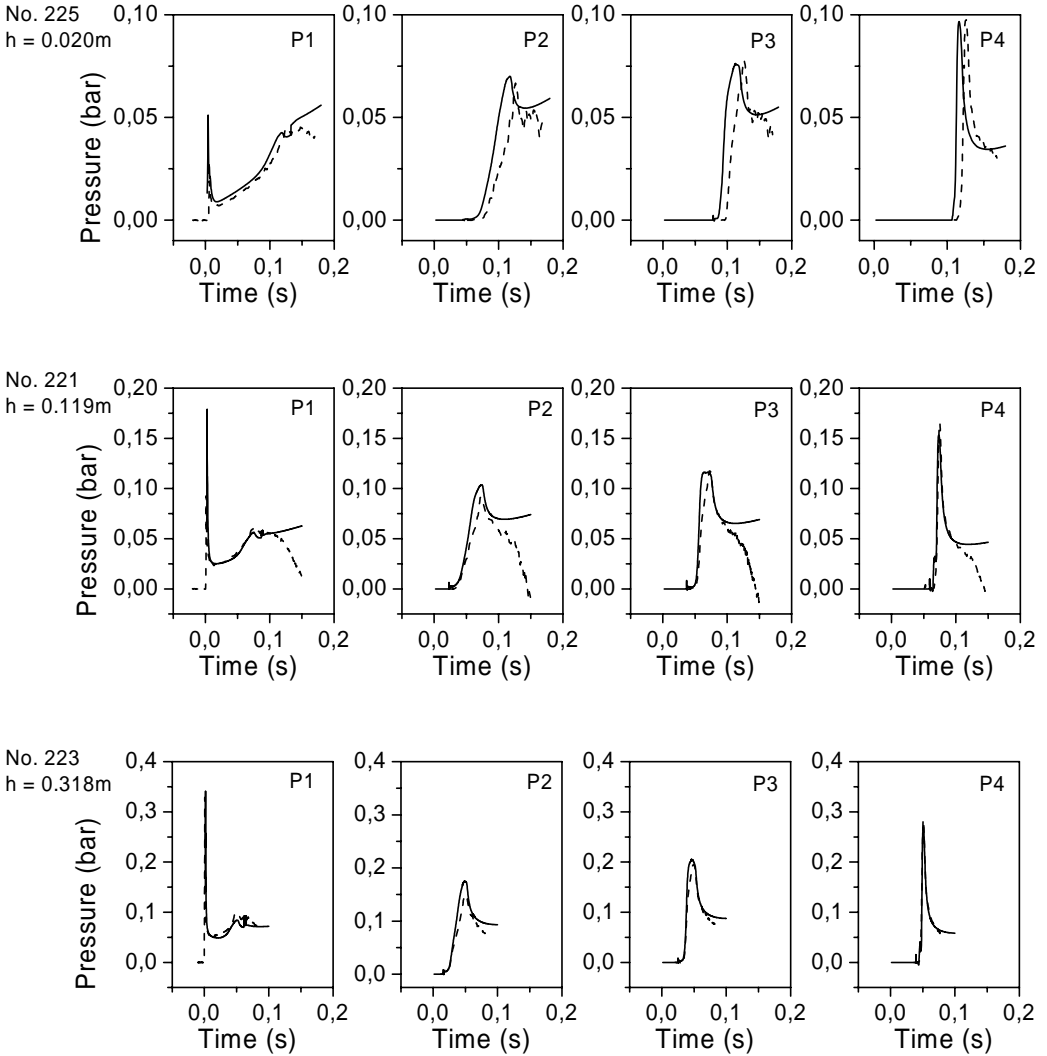 No. 225
h = 0.020m
Pressure (bar)
0,10
0,05
0,00
P1
0,0 0,1 0,2
Time (s)
0,10
0,05
0,00
P2
0,0 0,1 0,2
Time (s)
0,10
0,05
0,00
P3
0,0 0,1 0,2
Time (s)
0,10
0,05
0,00
P4
0,0 0,1 0,2
Time (s)
No. 221
h = 0.119m
Pressure (bar)
0,20
0,15
0,10
0,05
0,00
P1
0,0 0,1 0,2
Time (s)
0,20
0,15
0,10
0,05
0,00
P2
0,0 0,1 0,2
Time (s)
0,20
0,15
0,10
0,05
0,00
P3
0,0 0,1 0,2
Time (s)
0,20
0,15
0,10
0,05
0,00
P4
0,0 0,1 0,2
Time (s)
No. 223
h = 0.318m
Pressure (bar)
0,4
0,3
0,2
0,1
0,0
P1
0,0 0,1 0,2
Time (s)
0,4
0,3
0,2
0,1
0,0
P2
0,0 0,1 0,2
Time (s)
0,4
0,3
0,2
0,1
0,0
P3
0,0 0,1 0,2
Time (s)
0,4
0,3
0,2
0,1
0,0
P4
0,0 0,1 0,2
Time (s)